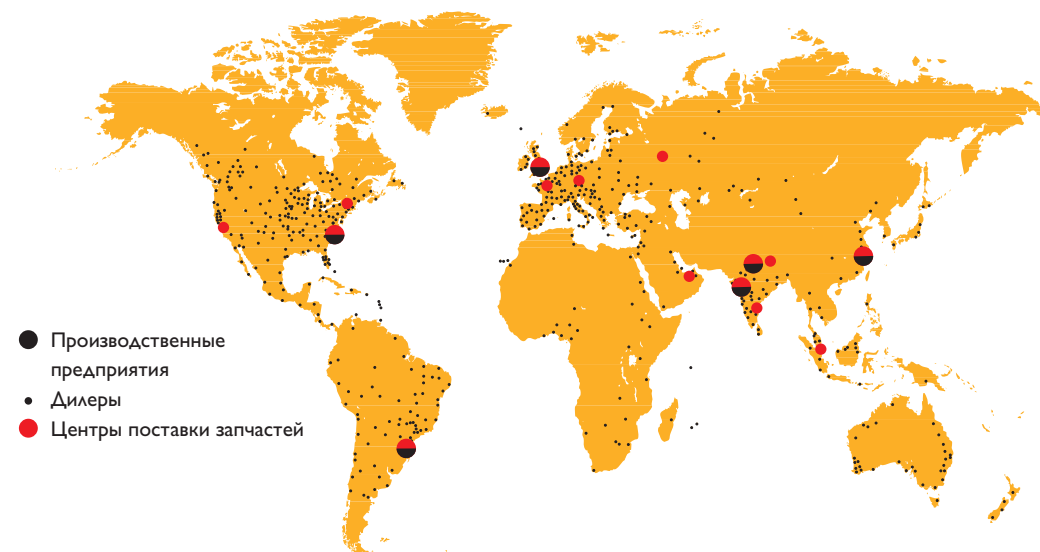 Производственные
предприятия
Дилеры
Центры поставки запчастей